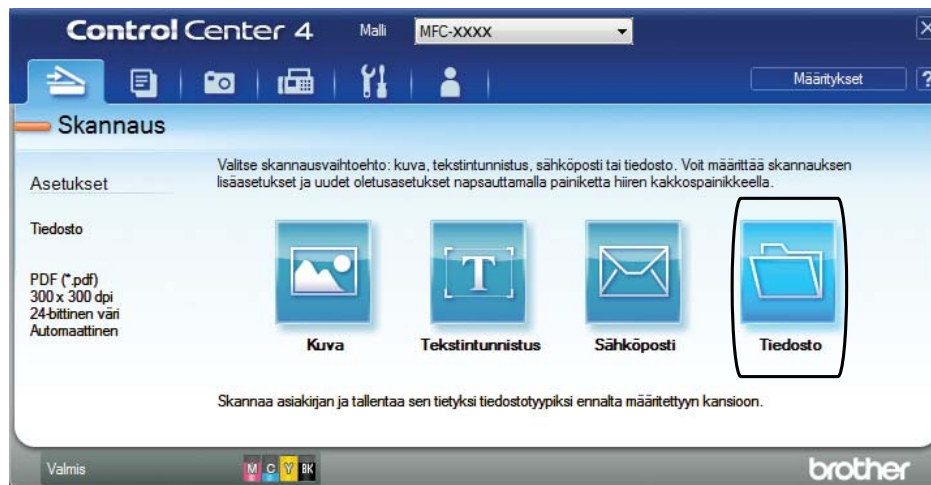 Control Center 4
Malli
MFC-XXXX
Määritykset
?
Skannaus
Asetukset
Valitse skannausvaihtoehto: kuva, tekstintunnistus, sähköposti tai tiedosto. Voit määrittää skannauksen
lisäasetukset ja uudet oletusasetukset napsauttamalla painiketta hiiren kakkospainikkeella.
Tiedosto
PDF (*.pdf)
300 x 300 dpi
24-bittinen väri
Automaattinen
T
Kuva
Tekstintunnistus
Sähköposti
Tiedosto
Skannaa asiakirjan ja tallentaa sen tietyksi tiedostotyypiksi ennalta määritettyyn kansioon.
Valmis
M C Y BK
brother